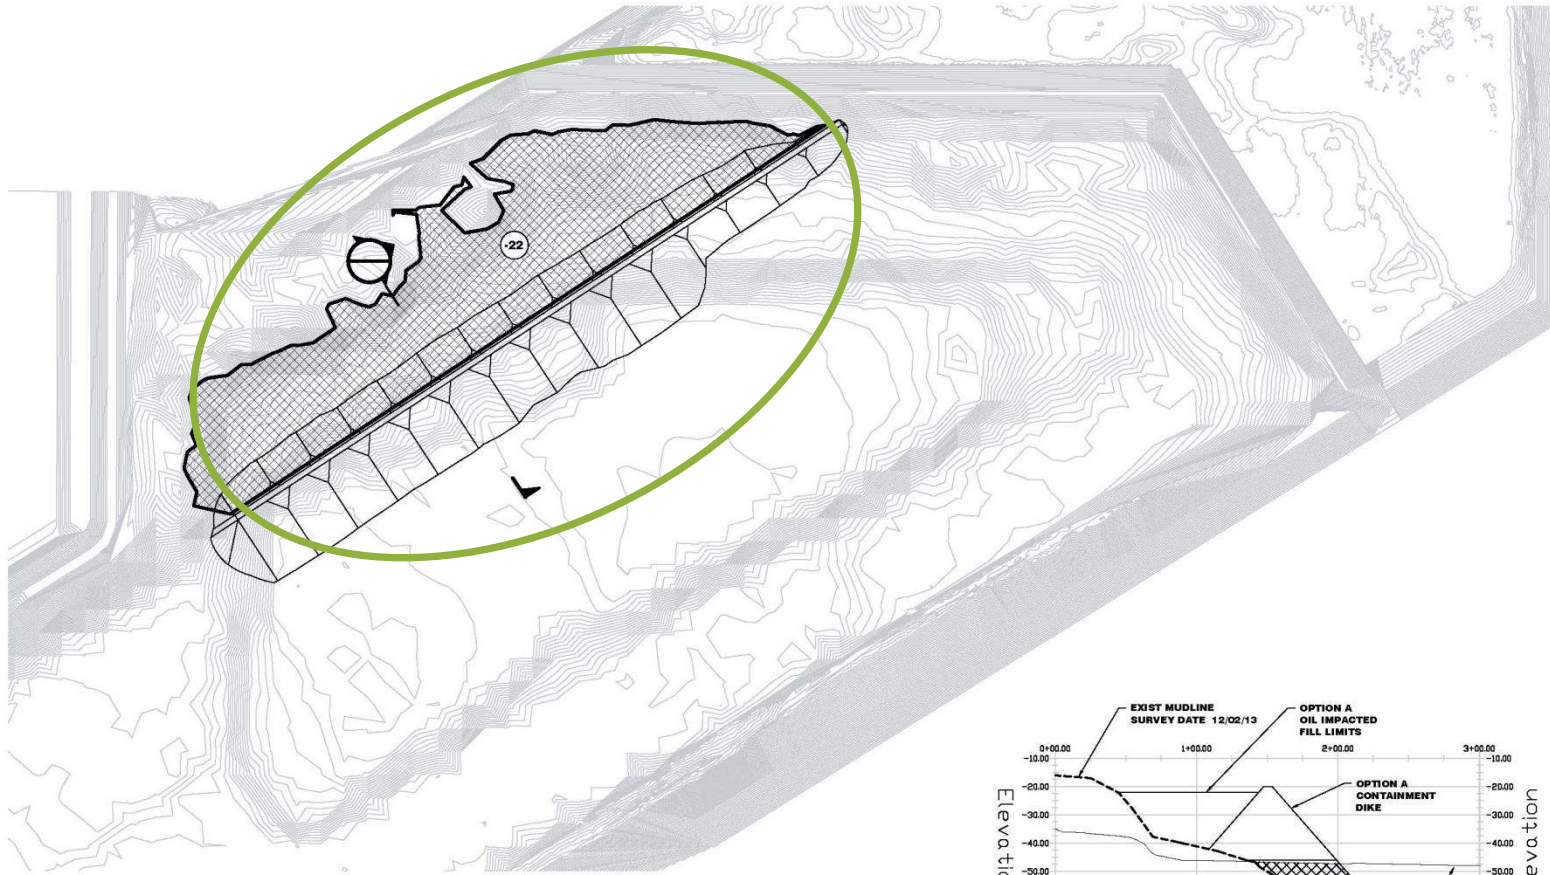 -22
EXIST MUDLINE
SURVEY DATE 12/02/13
OPTION A
OIL IMPACTED
FILL LIMITS
0+00.00 1+00.00 2+00.00 3+00.00
-10.00 -10.00
-20.00 -20.00
OPTION A
CONTAINMENT
DIKE
-30.00 -30.00
-40.00 -40.00
-50.00 -50.00
Elevatio
evation